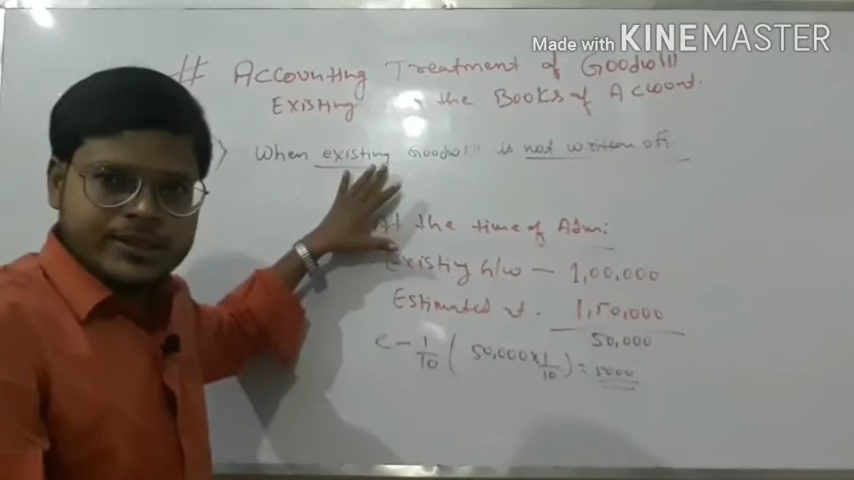 Made with KINEMASTER
# Accounting Treatment of Goodwill
Existing the Books of Account.
When existing Goodwill is not written off
At the time of Admi:
Existing G/W — 1,00,000
Estimated at. 1,50,000
50,000
C - 1/10 ( 50,000 x 1/10 ) = 1000